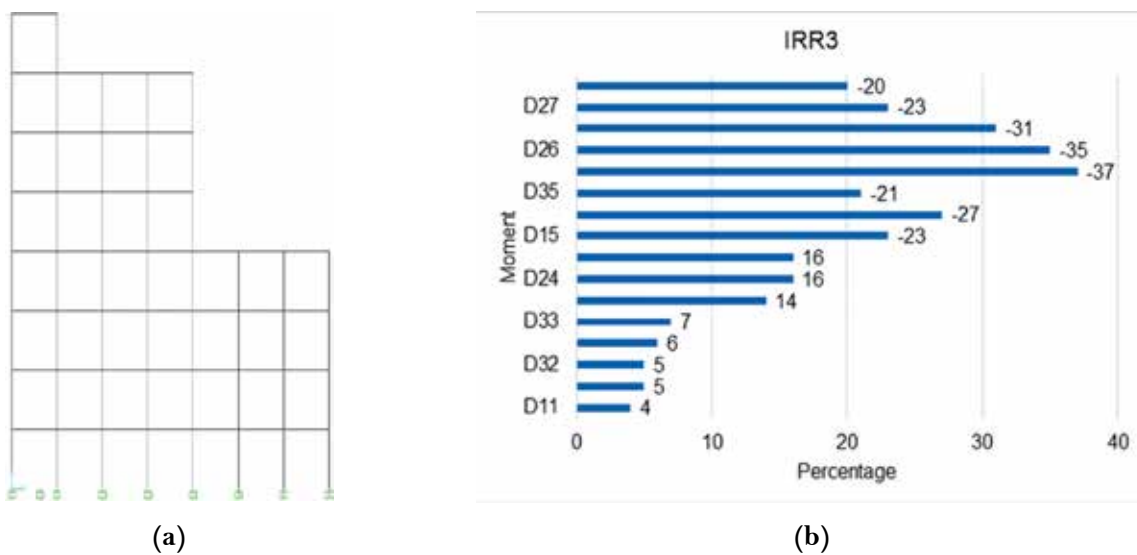 IRR3
-20
D27 -23
-31
D26 -35
-37
D35 -21
-27
D15 -23
16
D24 16
14
D33 7
6
D32 5
5
D11 4
Moment
0 10 20 30 40
Percentage
(a) (b)